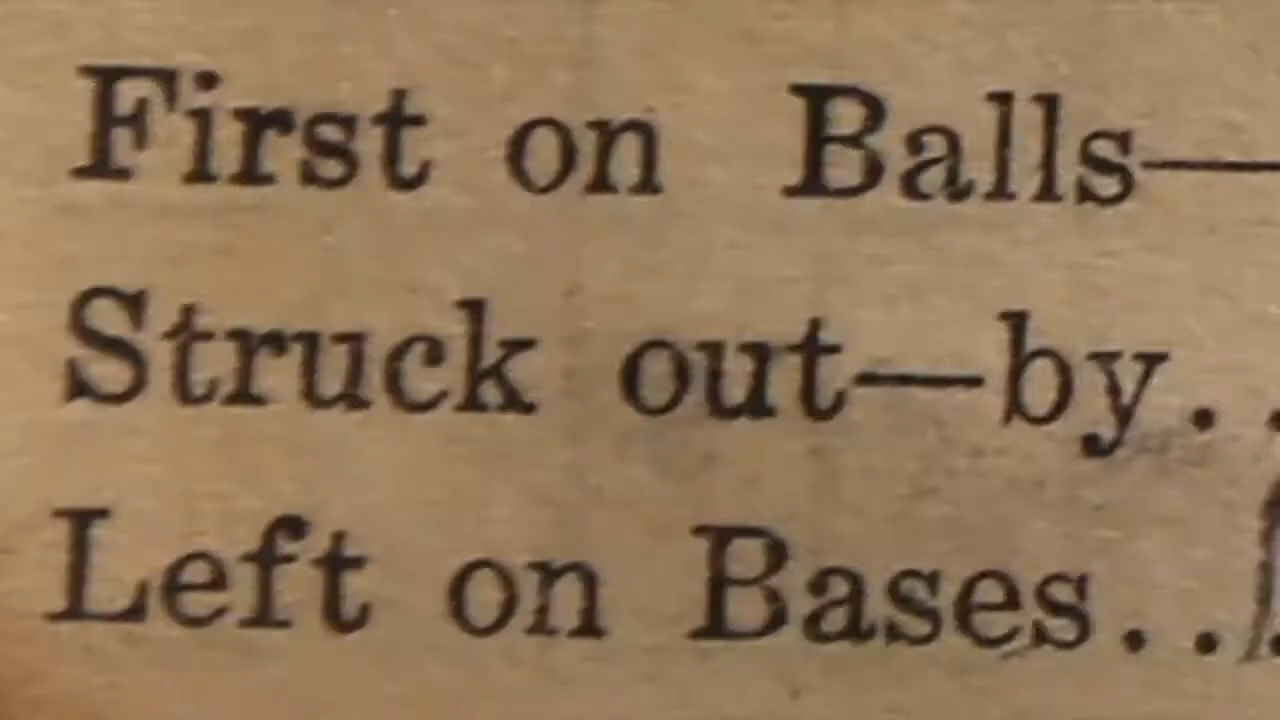 First on Balls—
Struck out—by..
Left on Bases...